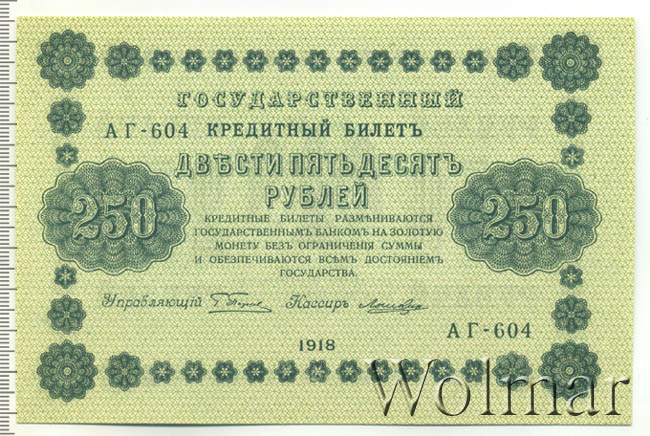 ГОСУДАРСТВЕННЫЙ
АГ-604 КРЕДИТНЫЙ БИЛЕТЪ
ДВѢСТИ ПЯТЬДЕСЯТЪ
РУБЛЕЙ
250 250
КРЕДИТНЫЕ БИЛЕТЫ РАЗМѢНИВАЮТСЯ
ГОСУДАРСТВЕННЫМЪ БАНКОМЪ НА ЗОЛОТУЮ
МОНЕТУ БЕЗЪ ОГРАНИЧЕНІЯ СУММЫ
И ОБЕЗПЕЧИВАЮТСЯ ВСѢМЪ ДОСТОЯНІЕМЪ
ГОСУДАРСТВА.
Управляющій Кассиръ
АГ-604
1918
Wolmar